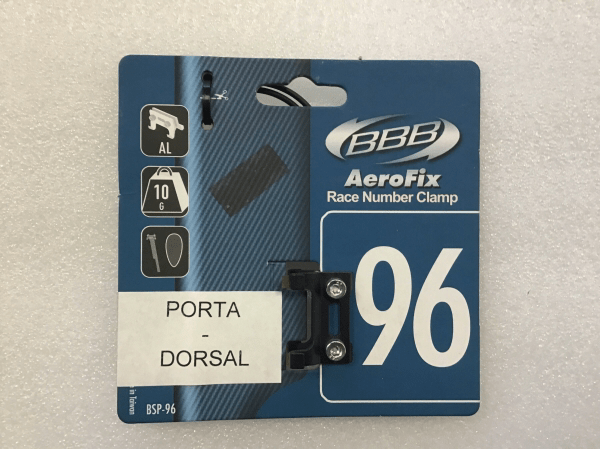 BBB
AeroFix
Race Number Clamp
AL
10
G
96
PORTA
-
DORSAL
in Taiwan
BSP-96